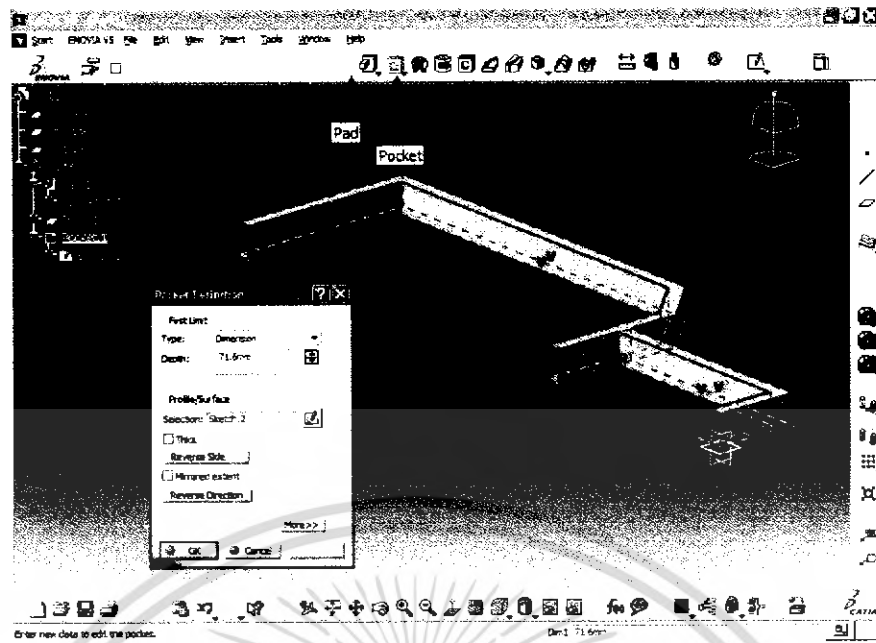 Start ENOVIA V5 File Edit View Insert Tools Window Help
ENOVIA
Pad
Pocket
Pocket Definition
First Limit
Type: Dimension
Depth: 71.6mm
Profile/Surface
Selection: Sketch.2
Thick
Reverse Side
Mirrored extent
Reverse Direction
More>>
OK Cancel
CATIA
Enter new data to edit the pocket.
Dim1 71.6mm